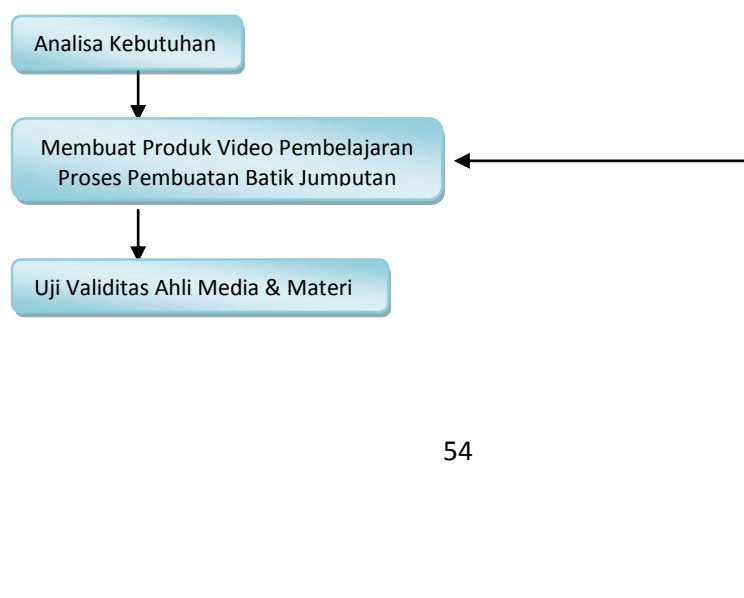 Analisa Kebutuhan
Membuat Produk Video Pembelajaran
Proses Pembuatan Batik Jumputan
Uji Validitas Ahli Media & Materi
54